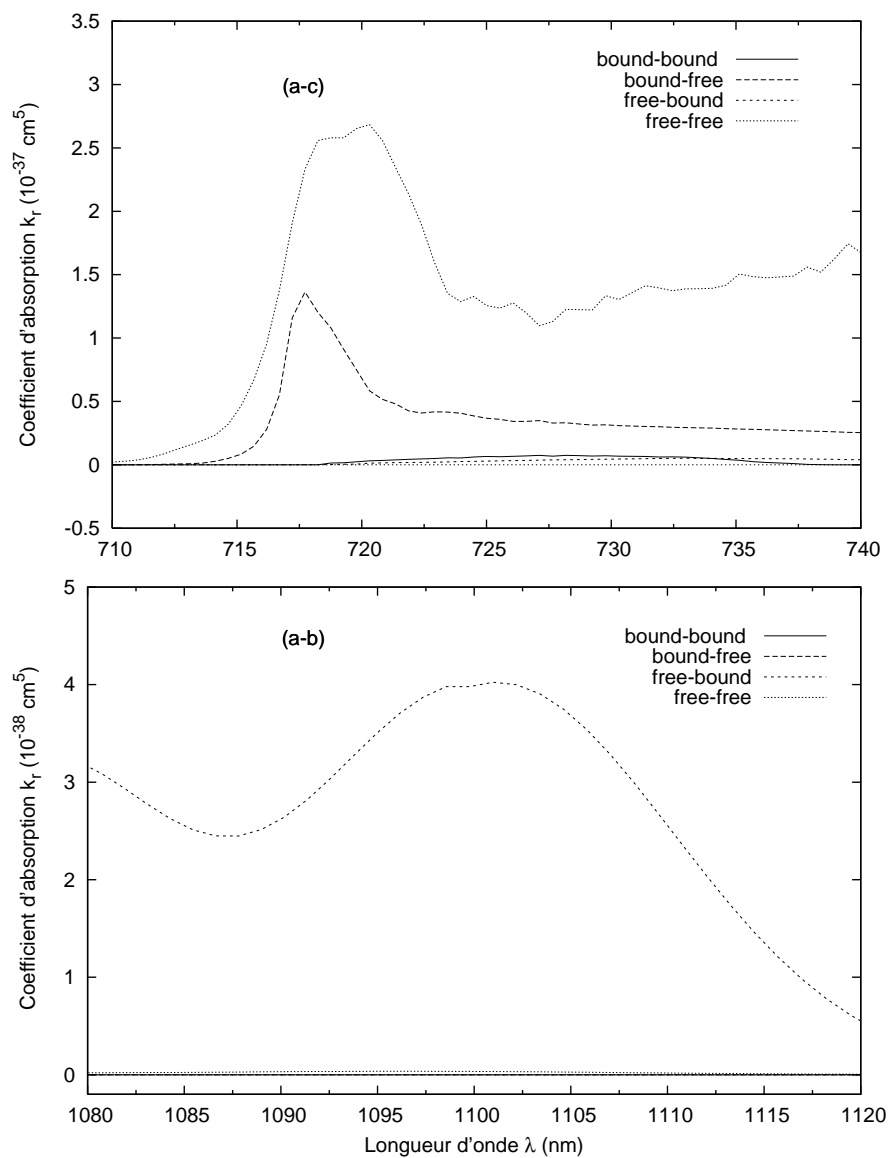 3.5
3
2.5
2
1.5
1
0.5
0
-0.5
Coefficient d'absorption k_r (10^-37 cm^5)
(a-c)
bound-bound
bound-free
free-bound
free-free
710 715 720 725 730 735 740
5
4
3
2
1
0
Coefficient d'absorption k_r (10^-38 cm^5)
(a-b)
bound-bound
bound-free
free-bound
free-free
1080 1085 1090 1095 1100 1105 1110 1115 1120
Longueur d'onde λ (nm)